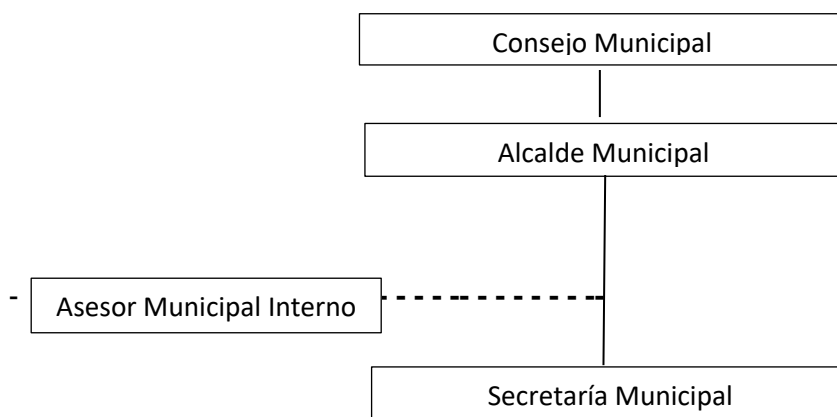 Consejo Municipal
Alcalde Municipal
Asesor Municipal Interno
Secretaría Municipal